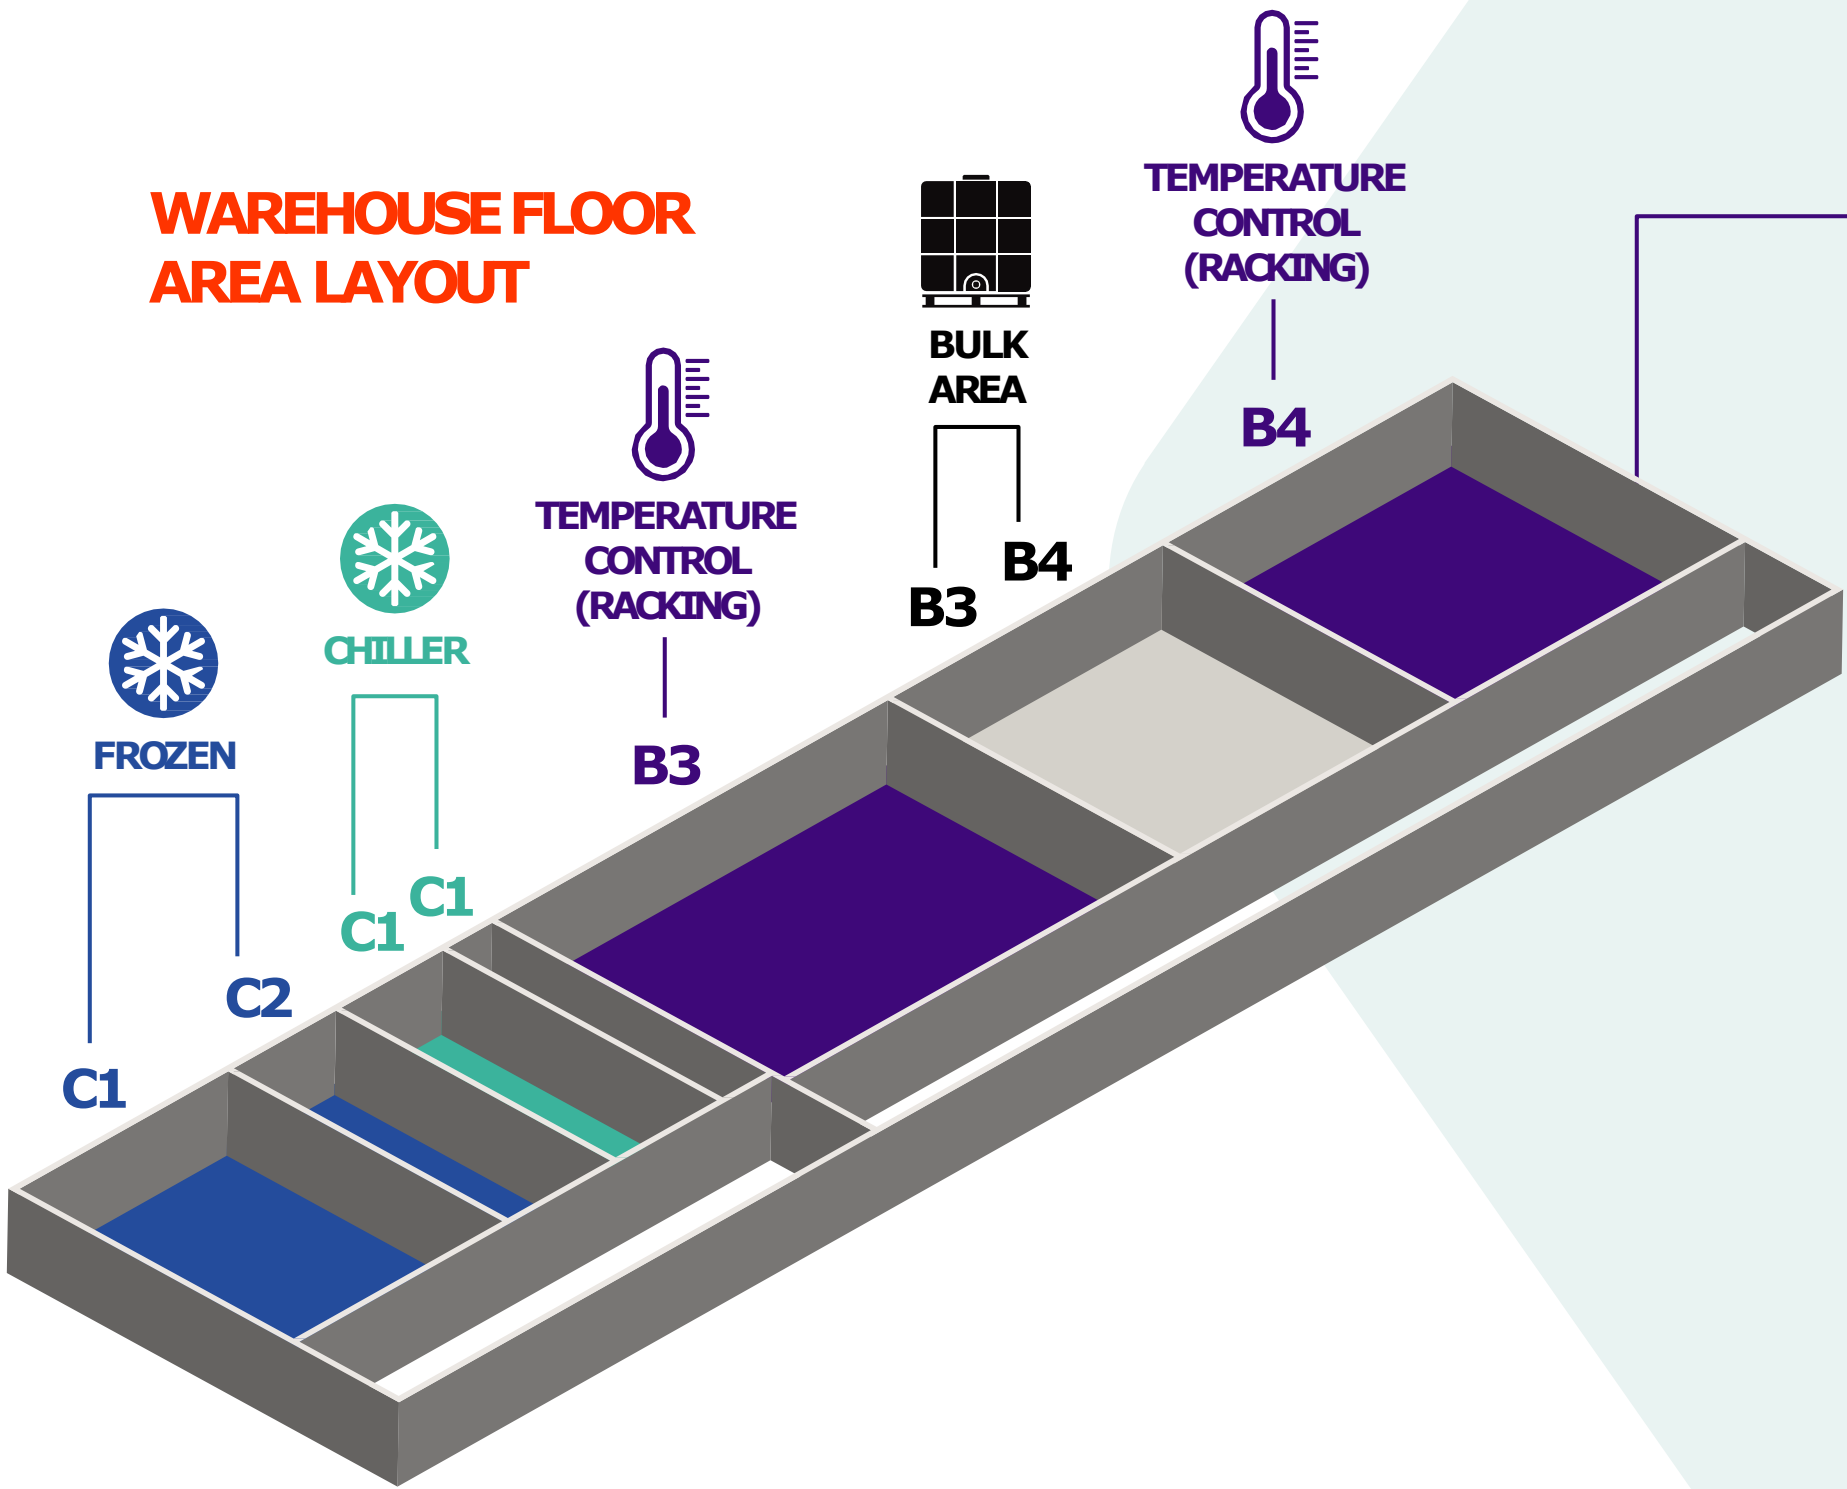 WAREHOUSE FLOOR
AREA LAYOUT
FROZEN
C1
C2
CHILLER
C1
C1
TEMPERATURE
CONTROL
(RACKING)
B3
BULK
AREA
B3
B4
TEMPERATURE
CONTROL
(RACKING)
B4